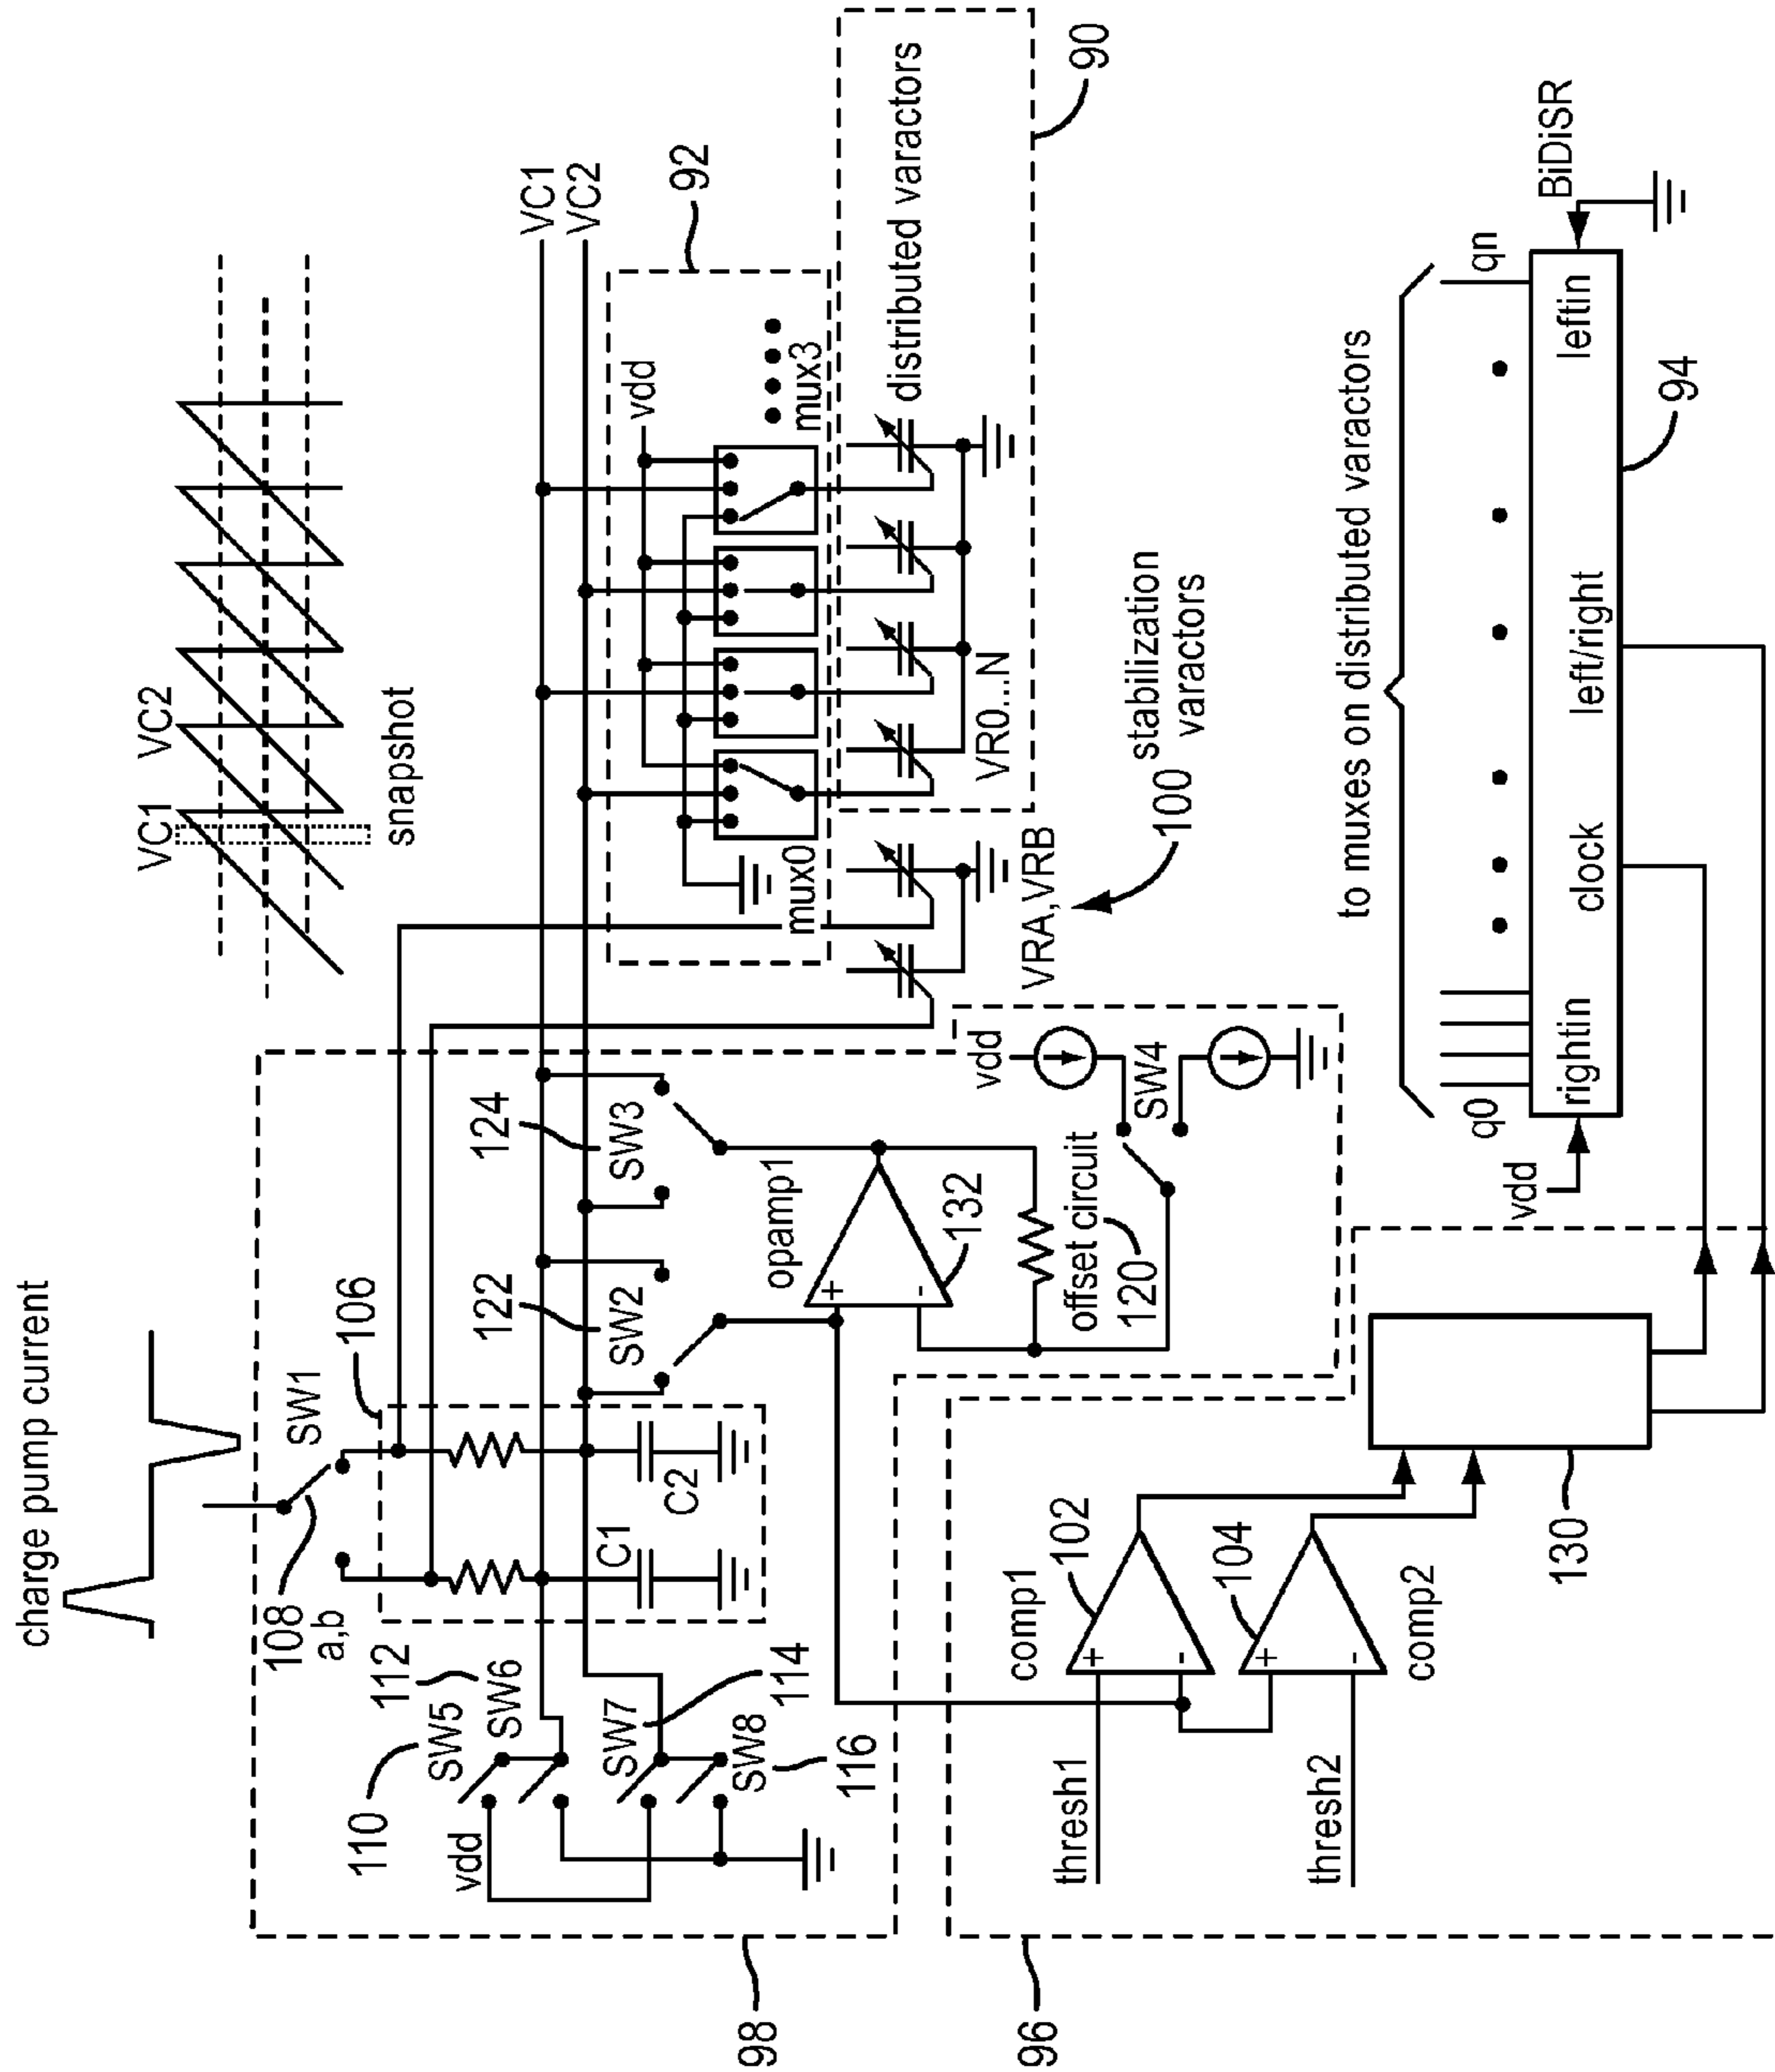 charge pump current
VC1
VC2
snapshot
106
SW1
108
a,b
C1
C2
110
112
SW5
SW6
SW7
114
SW8
116
vdd
122
SW2
124
SW3
opamp1
+
-
132
offset circuit
120
vdd
SW4
98
VC1
VC2
92
vdd
mux0
mux3
distributed varactors
90
VR0...N
VRA,VRB
100
stabilization
varactors
comp1
102
+
-
thresh1
104
+
-
comp2
thresh2
130
96
to muxes on distributed varactors
q0
qn
vdd
rightin
clock
left/right
leftin
BiDiSR
94